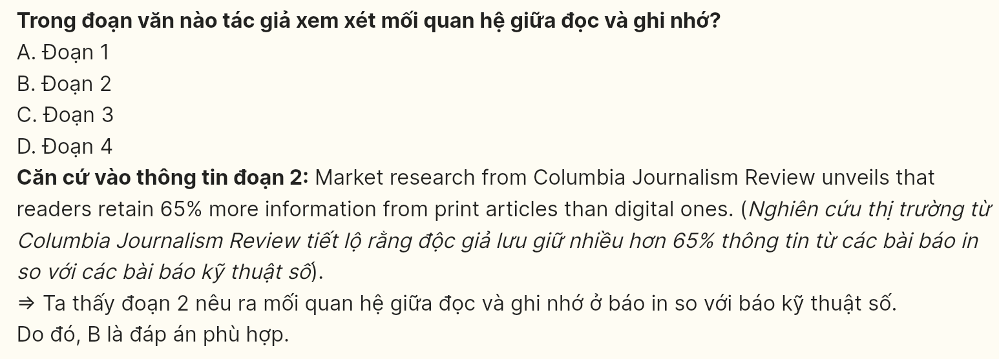 Trong đoạn văn nào tác giả xem xét mối quan hệ giữa đọc và ghi nhớ?
A. Đoạn 1
B. Đoạn 2
C. Đoạn 3
D. Đoạn 4
Căn cứ vào thông tin đoạn 2: Market research from Columbia Journalism Review unveils that
readers retain 65% more information from print articles than digital ones. (Nghiên cứu thị trường từ
Columbia Journalism Review tiết lộ rằng độc giả lưu giữ nhiều hơn 65% thông tin từ các bài báo in
so với các bài báo kỹ thuật số).
⇒ Ta thấy đoạn 2 nêu ra mối quan hệ giữa đọc và ghi nhớ ở báo in so với báo kỹ thuật số.
Do đó, B là đáp án phù hợp.